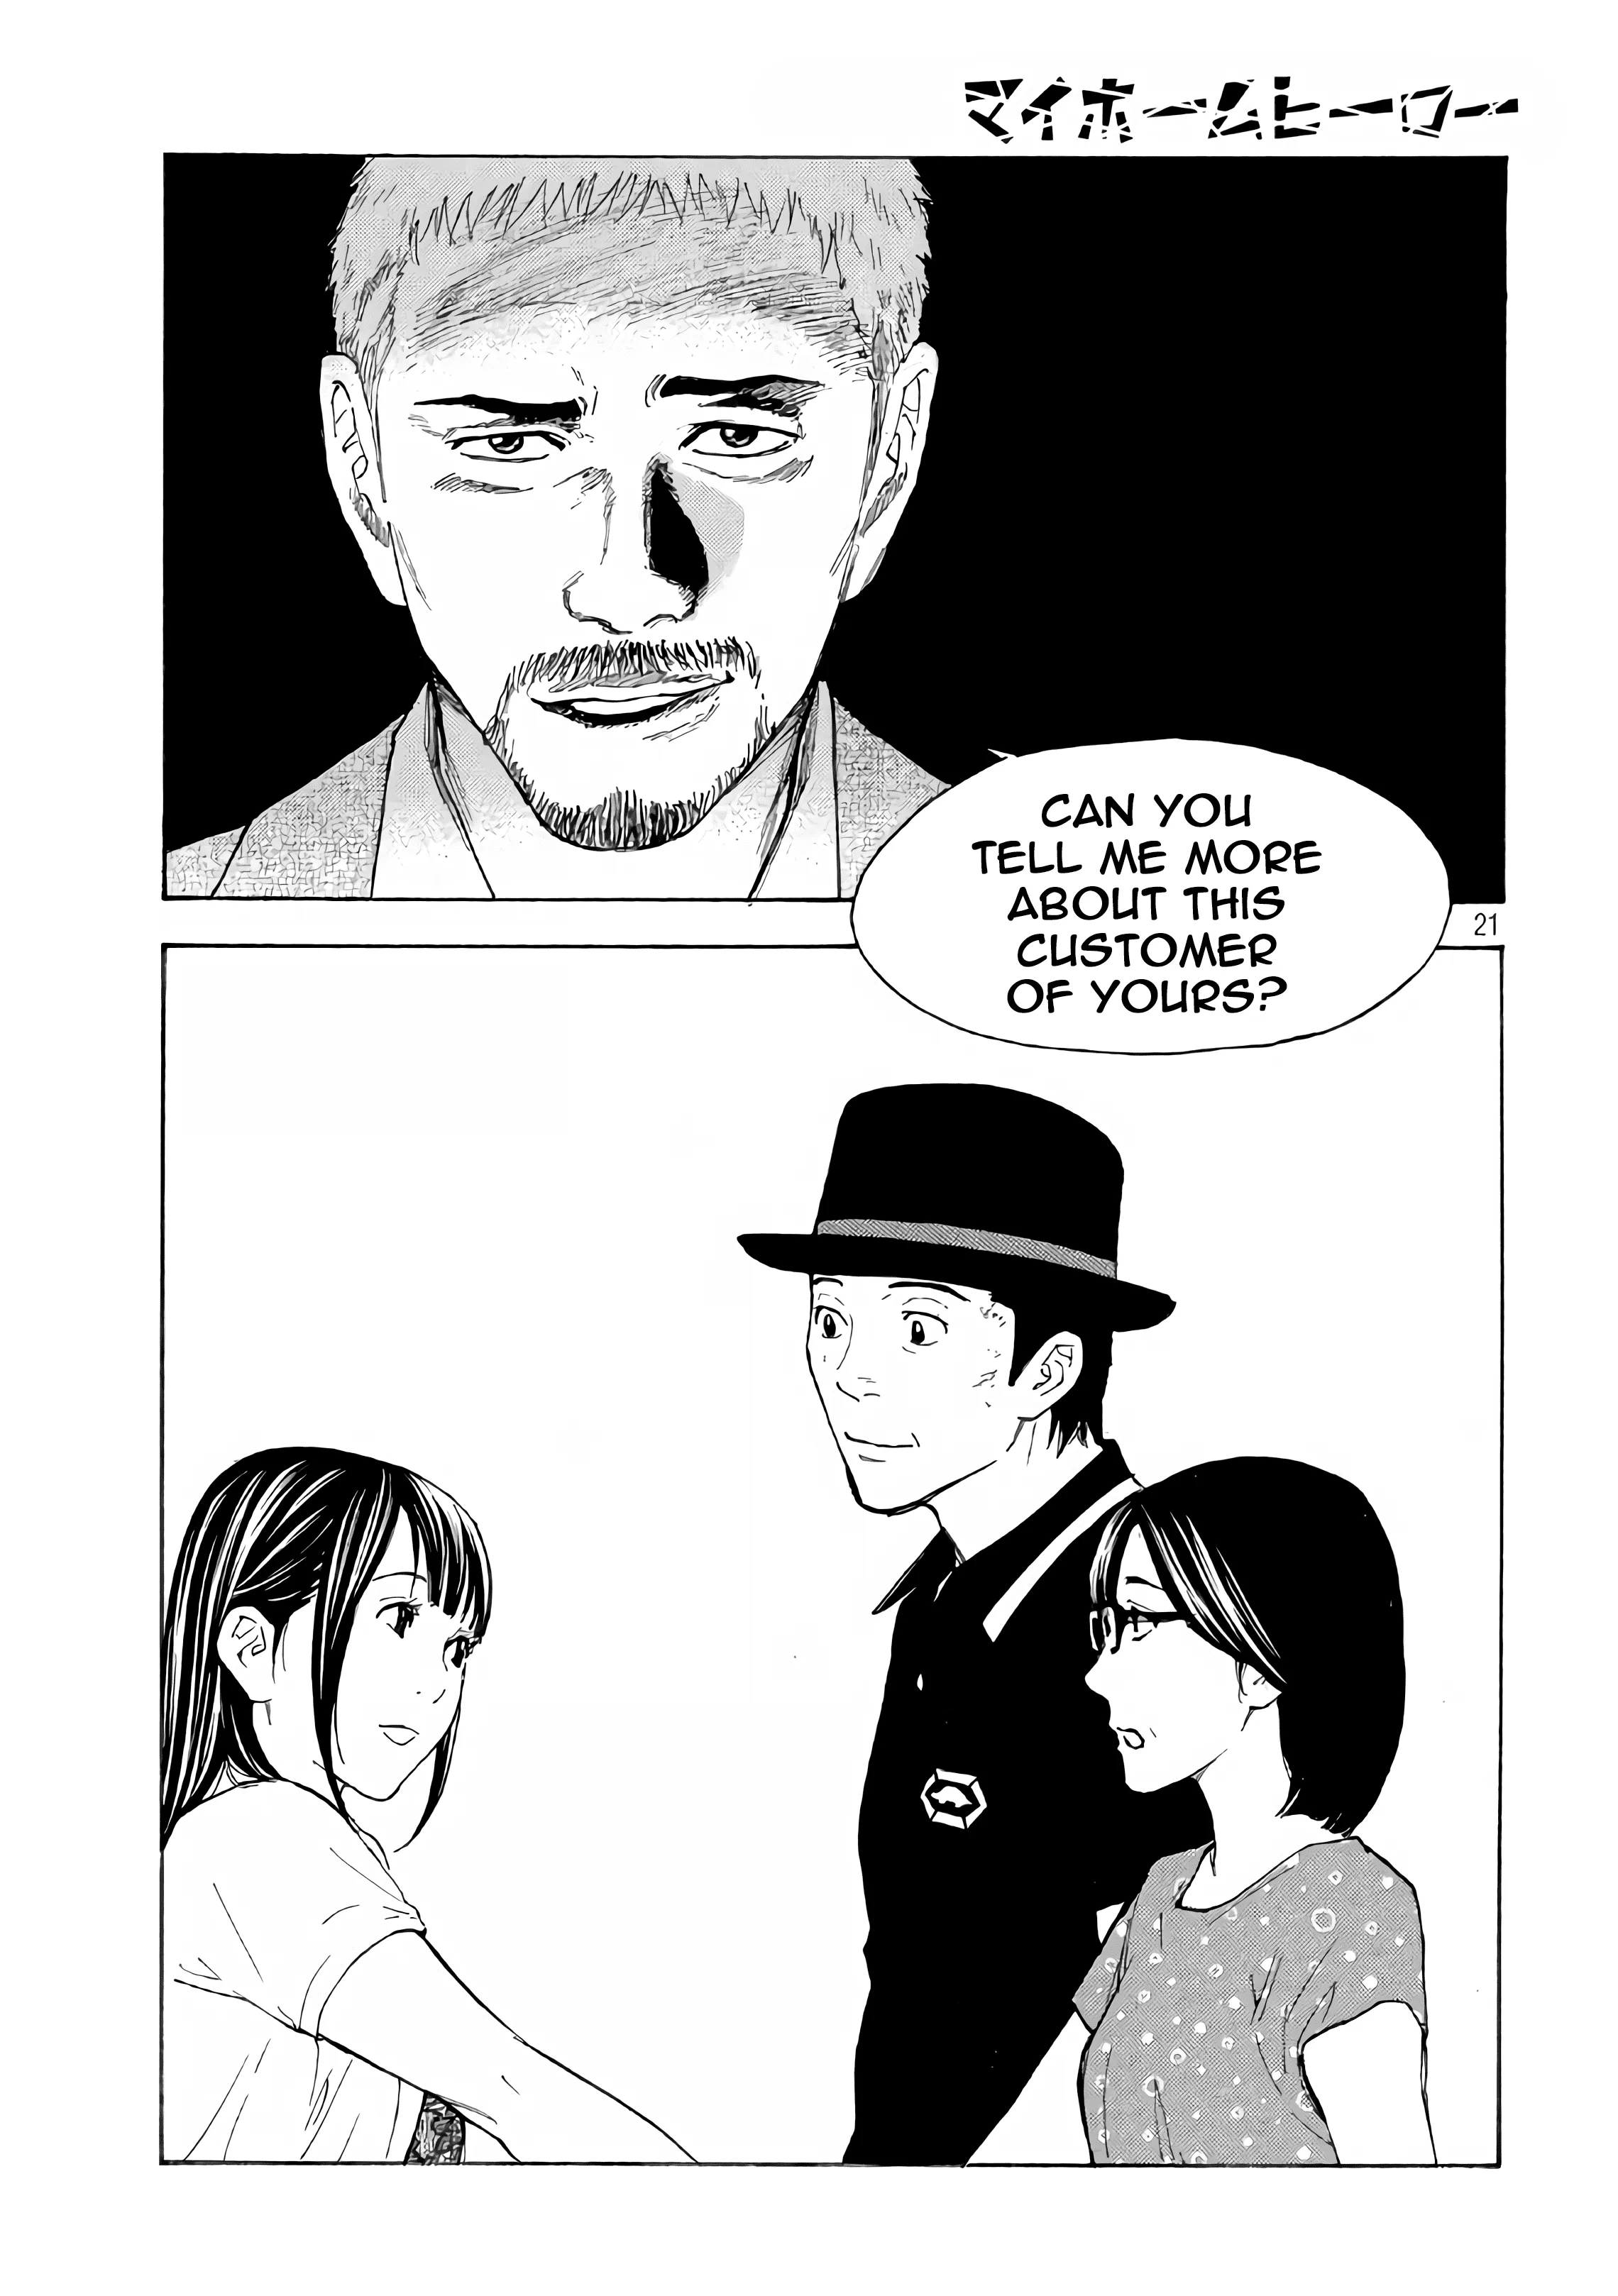 マイホームヒーロー
CAN YOU
TELL ME MORE
ABOUT THIS
CUSTOMER
OF YOURS?
21